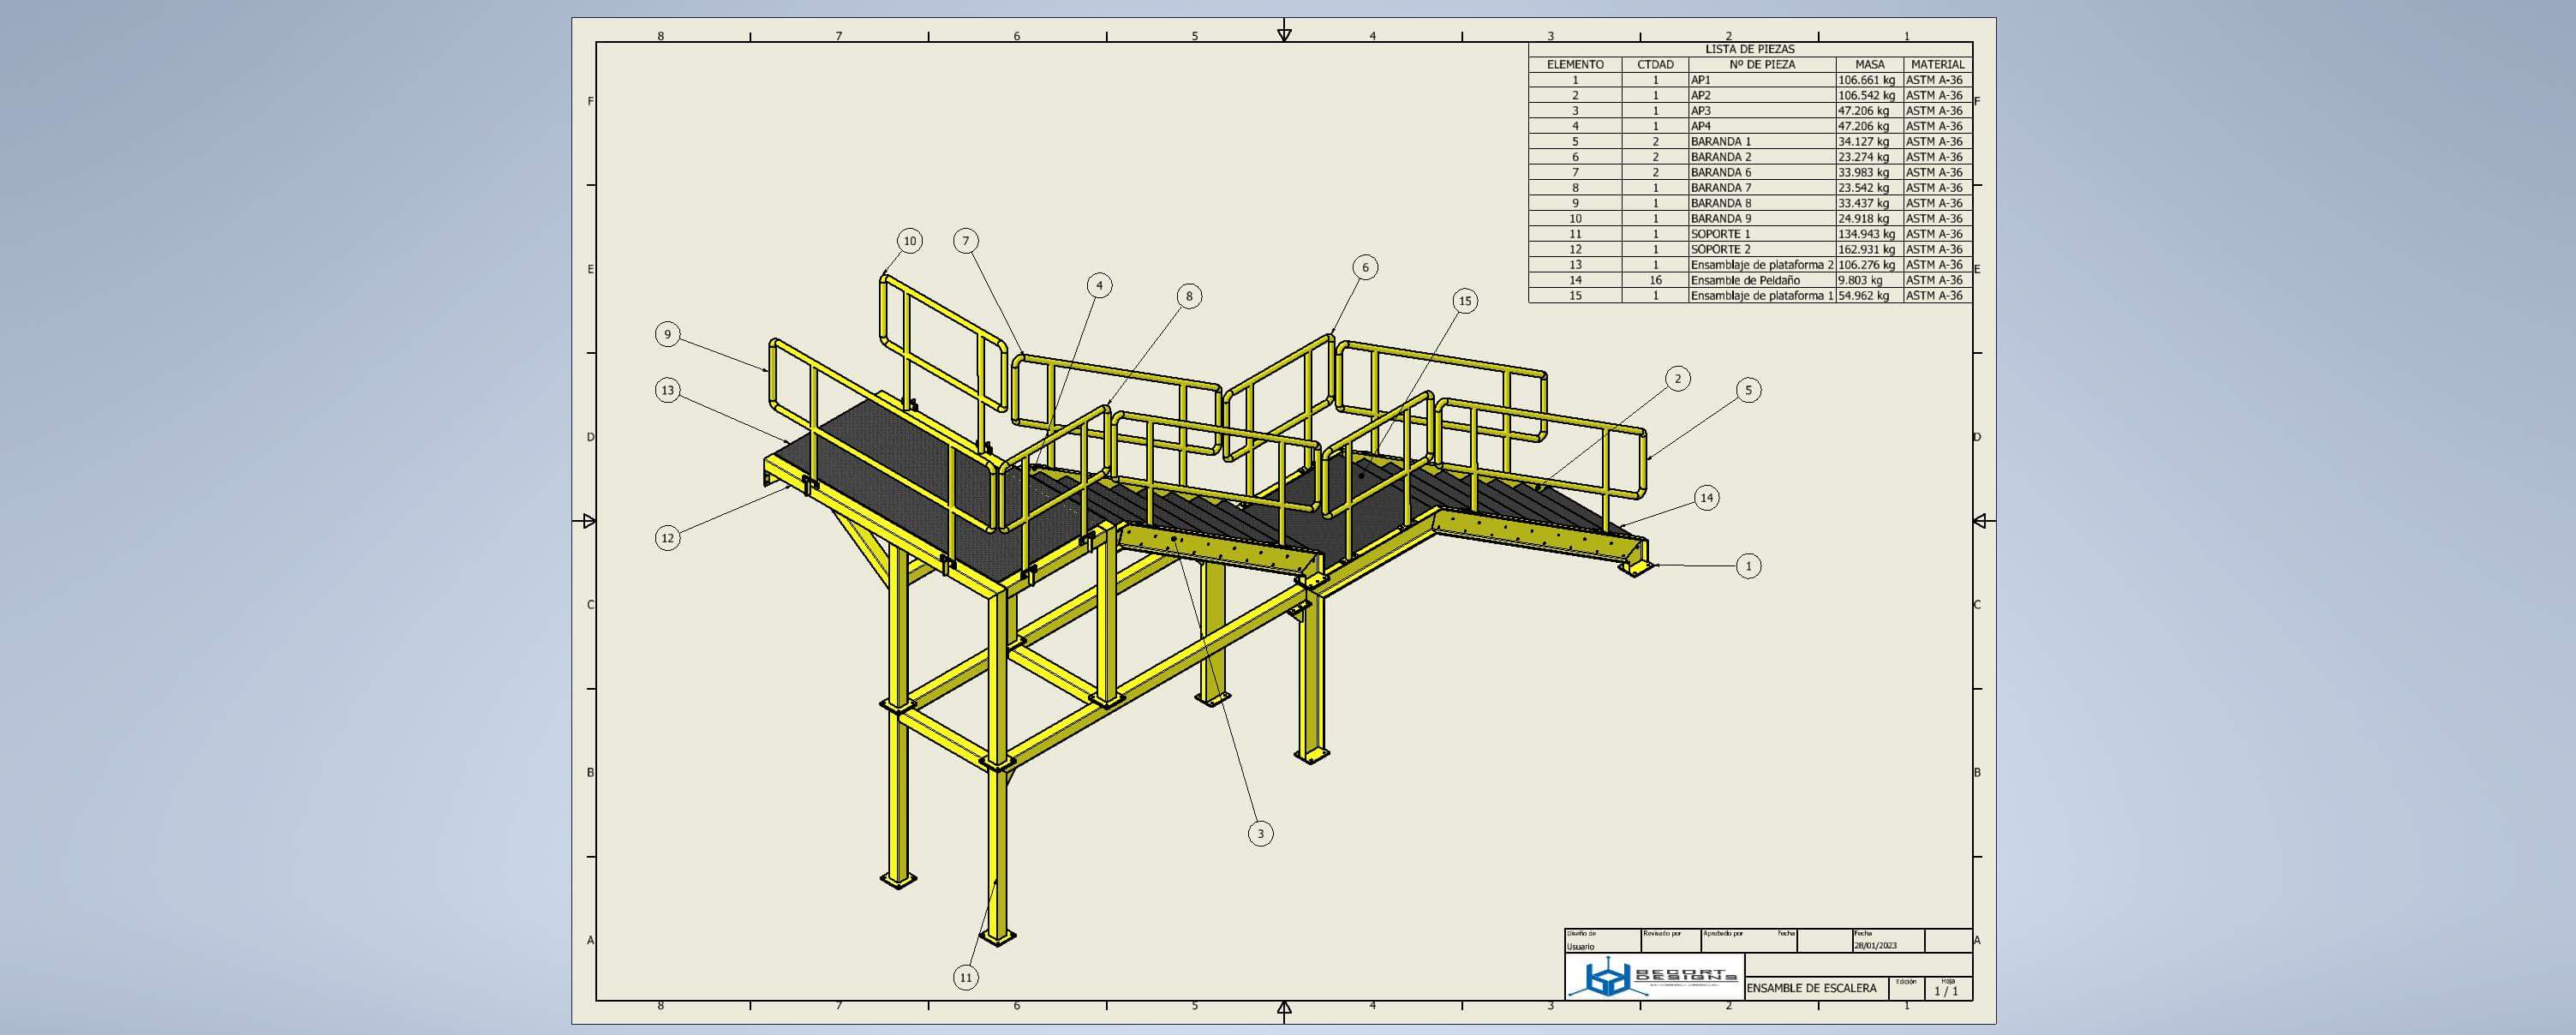 8 7 6 5 4 3 2 1
LISTA DE PIEZAS
ELEMENTO CTDAD Nº DE PIEZA MASA MATERIAL
1 1 AP1 106.661 kg ASTM A-36
F 2 1 AP2 106.542 kg ASTM A-36 F
3 1 AP3 47.206 kg ASTM A-36
4 1 AP4 47.206 kg ASTM A-36
5 2 BARANDA 1 34.127 kg ASTM A-36
6 2 BARANDA 2 23.274 kg ASTM A-36
7 2 BARANDA 6 33.983 kg ASTM A-36
8 1 BARANDA 7 23.542 kg ASTM A-36
9 1 BARANDA 8 33.437 kg ASTM A-36
10 1 BARANDA 9 24.918 kg ASTM A-36
11 1 SOPORTE 1 134.943 kg ASTM A-36
12 1 SOPORTE 2 162.931 kg ASTM A-36
E 13 1 Ensamblaje de plataforma 2 106.276 kg ASTM A-36 E
14 16 Ensamble de Peldaño 9.803 kg ASTM A-36
15 1 Ensamblaje de plataforma 1 54.962 kg ASTM A-36
10 7
6
4
8
15
9
2
13 5
D D
14
12
1
C C
B B
3
A A
11
Diseño de Revisado por Aprobado por Fecha Fecha
Usuario 28/01/2023
BECORT
DESIGNS
ENSAMBLE DE ESCALERA
Edición Hoja
1 / 1
8 7 6 5 4 3 2 1